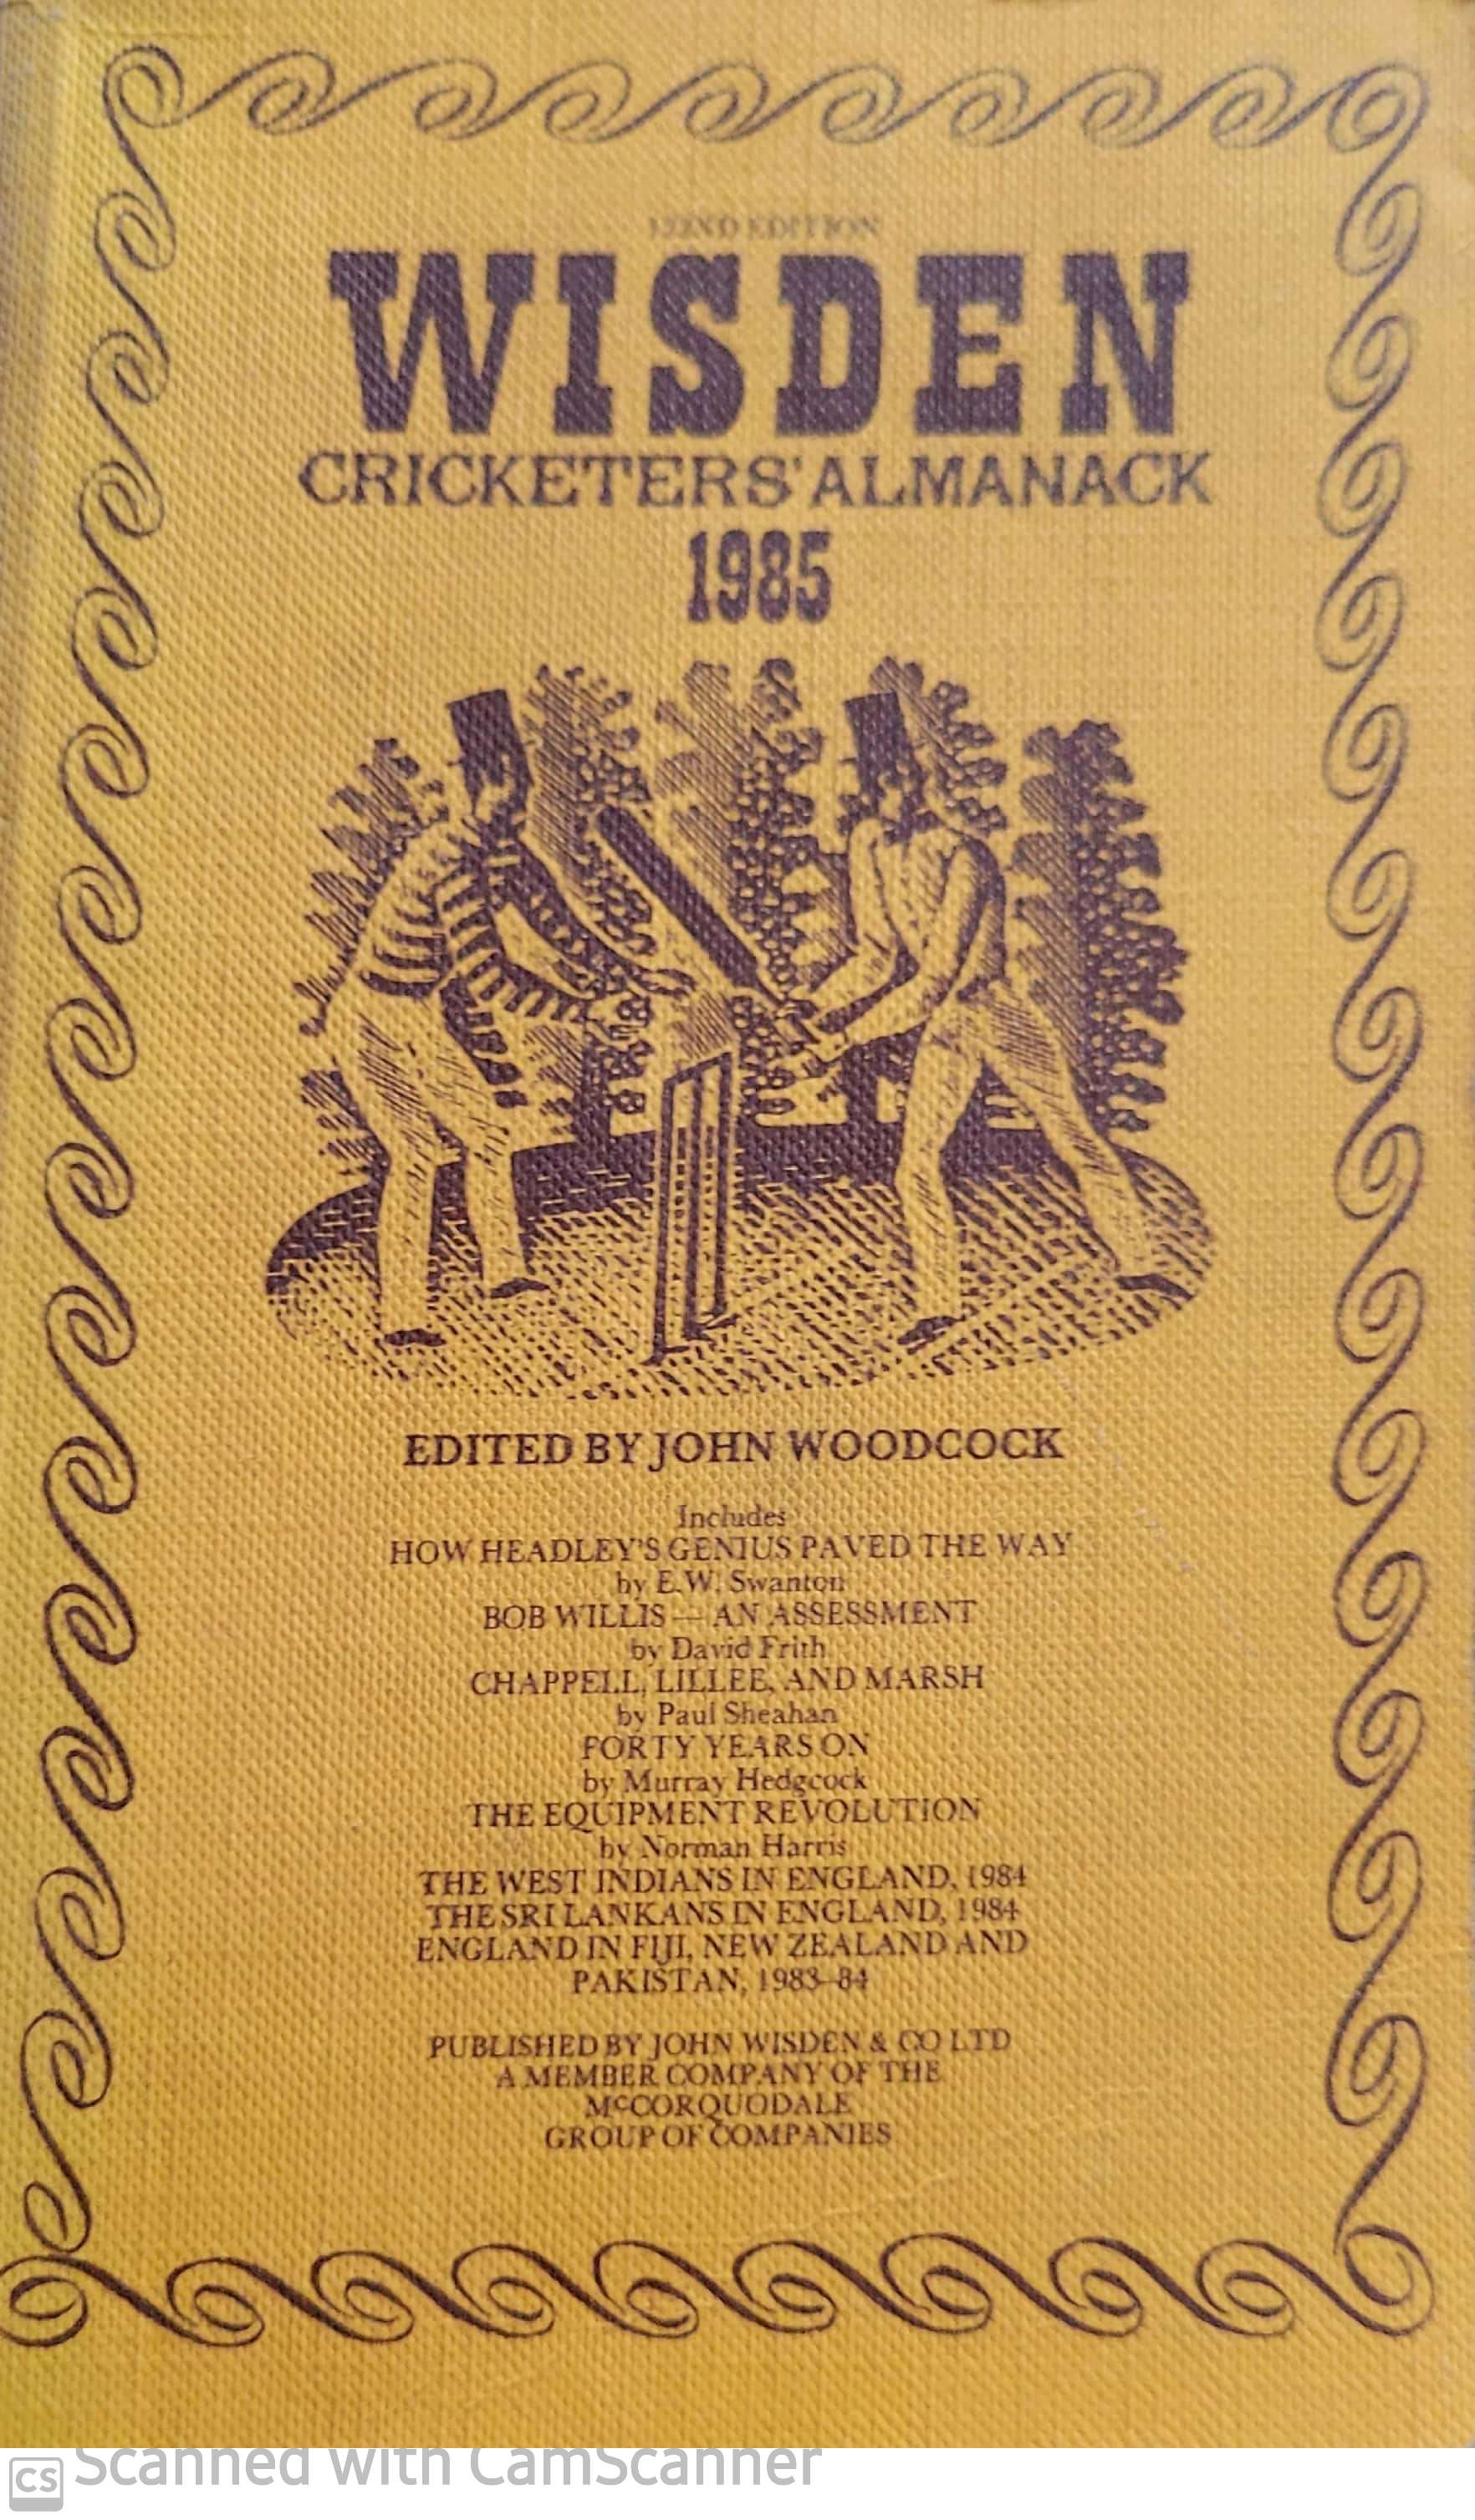 122ND EDITION
WISDEN
CRICKETERS' ALMANACK
1985
EDITED BY JOHN WOODCOCK
Includes
HOW HEADLEY'S GENIUS PAVED THE WAY
by E.W. Swanton
BOB WILLIS — AN ASSESSMENT
by David Frith
CHAPPELL, LILLEE, AND MARSH
by Paul Sheahan
FORTY YEARS ON
by Murray Hedgcock
THE EQUIPMENT REVOLUTION
by Norman Harris
THE WEST INDIANS IN ENGLAND, 1984
THE SRI LANKANS IN ENGLAND, 1984
ENGLAND IN FIJI, NEW ZEALAND AND
PAKISTAN, 1983–84
PUBLISHED BY JOHN WISDEN & CO LTD
A MEMBER COMPANY OF THE
McCORQUODALE
GROUP OF COMPANIES
CS Scanned with CamScanner